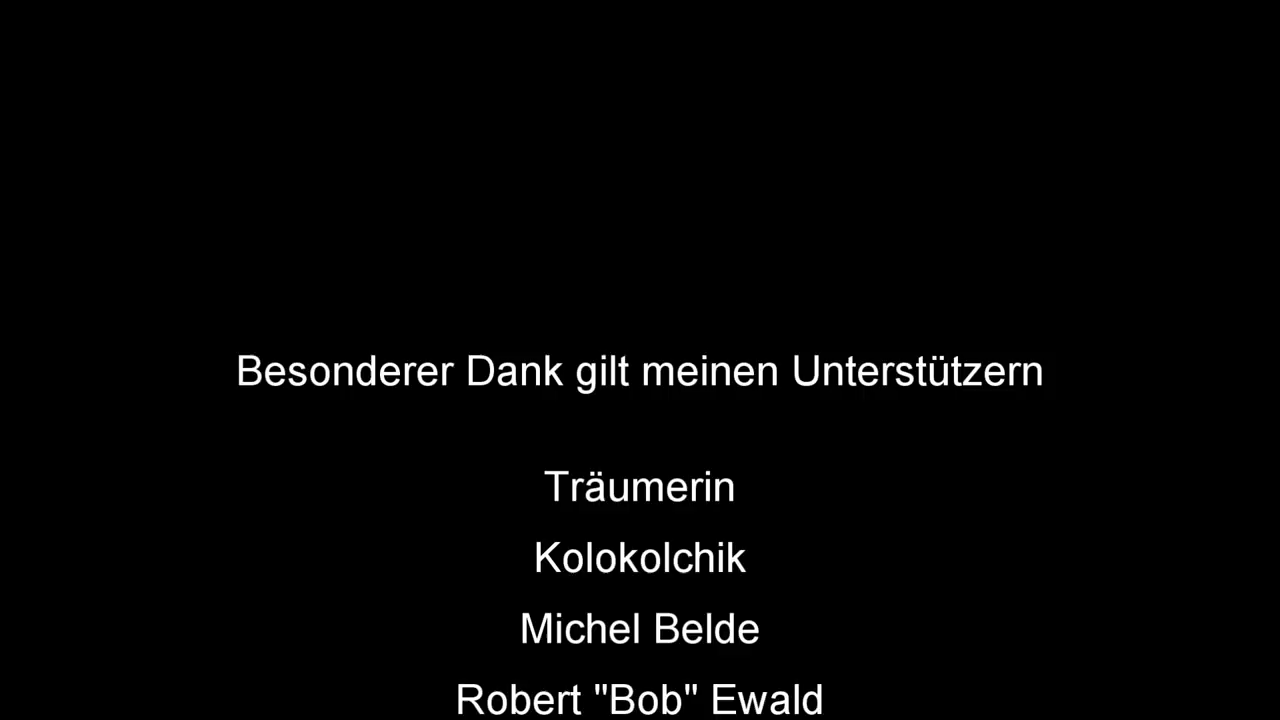 Besonderer Dank gilt meinen Unterstützern
Träumerin
Kolokolchik
Michel Belde
Robert "Bob" Ewald